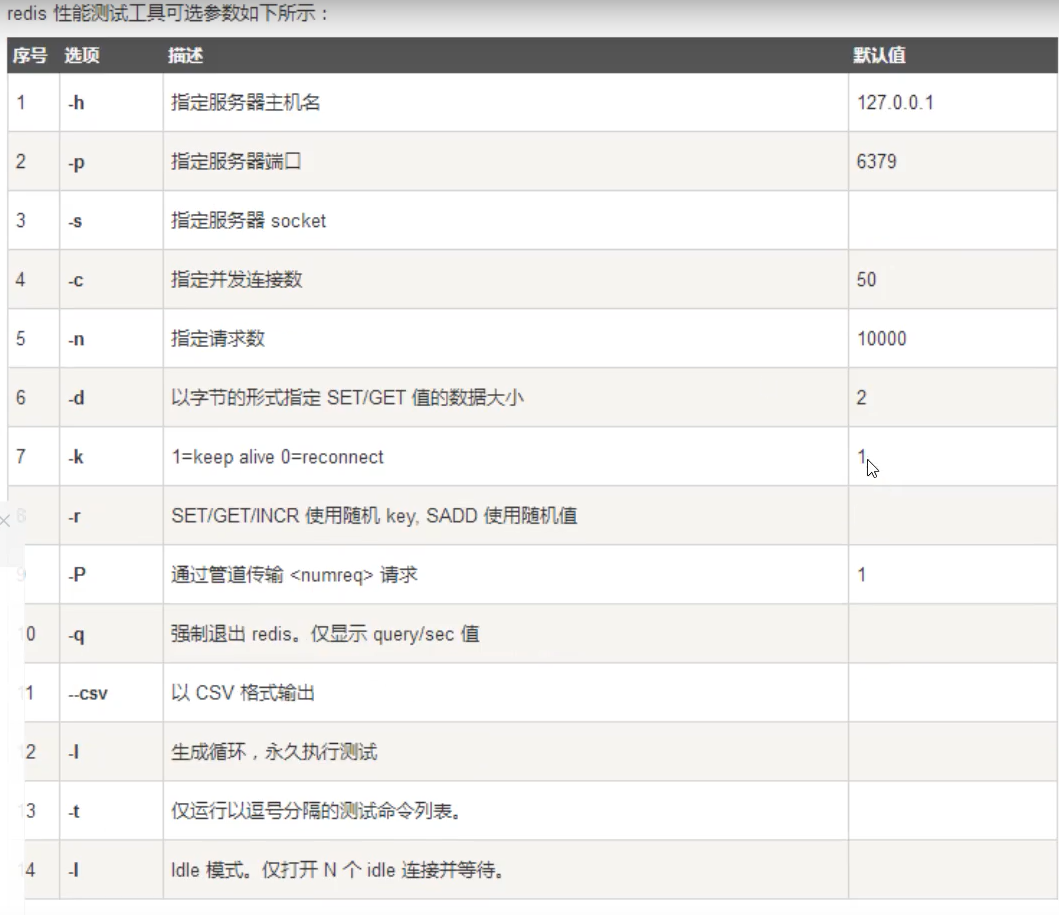 redis 性能测试工具可选参数如下所示：
序号 选项 描述 默认值
1 -h 指定服务器主机名 127.0.0.1
2 -p 指定服务器端口 6379
3 -s 指定服务器 socket
4 -c 指定并发连接数 50
5 -n 指定请求数 10000
6 -d 以字节的形式指定 SET/GET 值的数据大小 2
7 -k 1=keep alive 0=reconnect 1
8 -r SET/GET/INCR 使用随机 key, SADD 使用随机值
9 -P 通过管道传输 <numreq> 请求 1
10 -q 强制退出 redis。仅显示 query/sec 值
11 --csv 以 CSV 格式输出
12 -l 生成循环，永久执行测试
13 -t 仅运行以逗号分隔的测试命令列表。
14 -I Idle 模式。仅打开 N 个 idle 连接并等待。